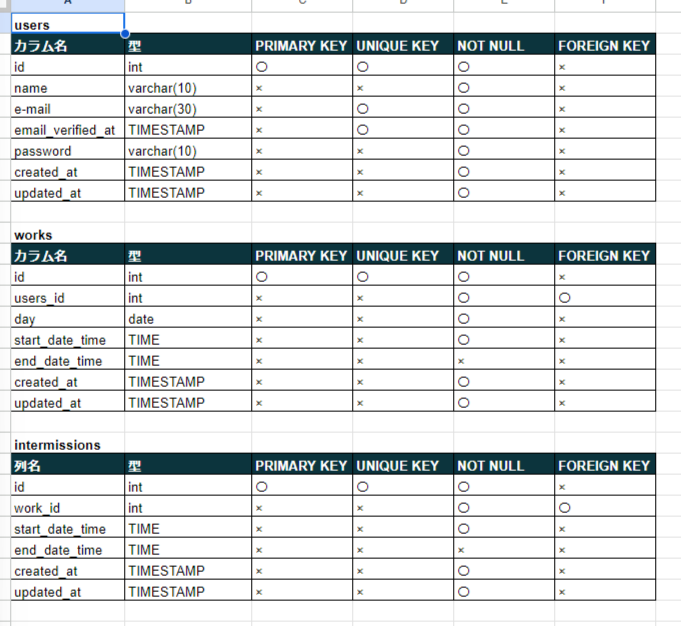 A B C D E F
users
カラム名 型 PRIMARY KEY UNIQUE KEY NOT NULL FOREIGN KEY
id int 〇 〇 〇 ×
name varchar(10) × × 〇 ×
e-mail varchar(30) × 〇 〇 ×
email_verified_at TIMESTAMP × 〇 〇 ×
password varchar(10) × × 〇 ×
created_at TIMESTAMP × × 〇 ×
updated_at TIMESTAMP × × 〇 ×
works
カラム名 型 PRIMARY KEY UNIQUE KEY NOT NULL FOREIGN KEY
id int 〇 〇 〇 ×
users_id int × × 〇 〇
day date × × 〇 ×
start_date_time TIME × × 〇 ×
end_date_time TIME × × × ×
created_at TIMESTAMP × × 〇 ×
updated_at TIMESTAMP × × 〇 ×
intermissions
列名 型 PRIMARY KEY UNIQUE KEY NOT NULL FOREIGN KEY
id int 〇 〇 〇 ×
work_id int × × 〇 〇
start_date_time TIME × × 〇 ×
end_date_time TIME × × × ×
created_at TIMESTAMP × × 〇 ×
updated_at TIMESTAMP × × 〇 ×